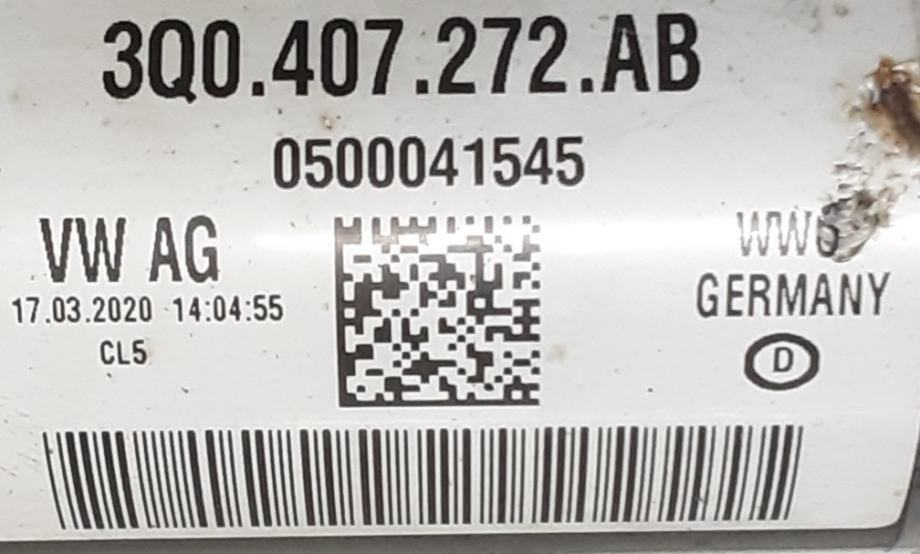 3Q0.407.272.AB
0500041545
VW AG
17.03.2020 14:04:55
CL5
GERMANY
D